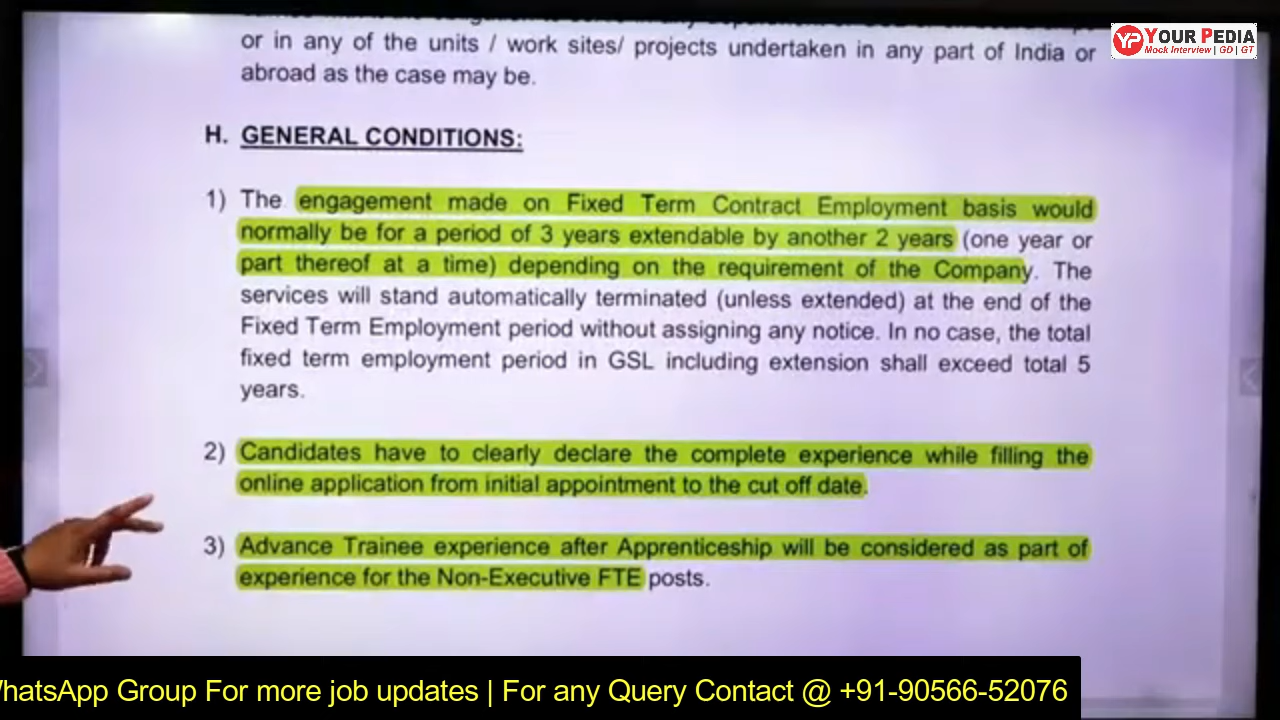 YP YOUR PEDIA
Mock Interview | GD | GT
or in any of the units / work sites/ projects undertaken in any part of India or
abroad as the case may be.
H. GENERAL CONDITIONS:
1) The engagement made on Fixed Term Contract Employment basis would
normally be for a period of 3 years extendable by another 2 years (one year or
part thereof at a time) depending on the requirement of the Company. The
services will stand automatically terminated (unless extended) at the end of the
Fixed Term Employment period without assigning any notice. In no case, the total
fixed term employment period in GSL including extension shall exceed total 5
years.
2) Candidates have to clearly declare the complete experience while filling the
online application from initial appointment to the cut off date.
3) Advance Trainee experience after Apprenticeship will be considered as part of
experience for the Non-Executive FTE posts.
WhatsApp Group For more job updates | For any Query Contact @ +91-90566-52076